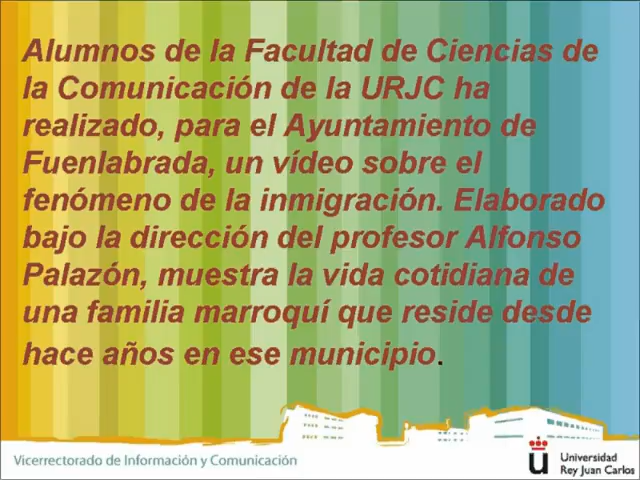 Alumnos de la Facultad de Ciencias de
la Comunicación de la URJC ha
realizado, para el Ayuntamiento de
Fuenlabrada, un vídeo sobre el
fenómeno de la inmigración. Elaborado
bajo la dirección del profesor Alfonso
Palazón, muestra la vida cotidiana de
una familia marroquí que reside desde
hace años en ese municipio.
Vicerrectorado de Información y Comunicación
u
Universidad
Rey Juan Carlos